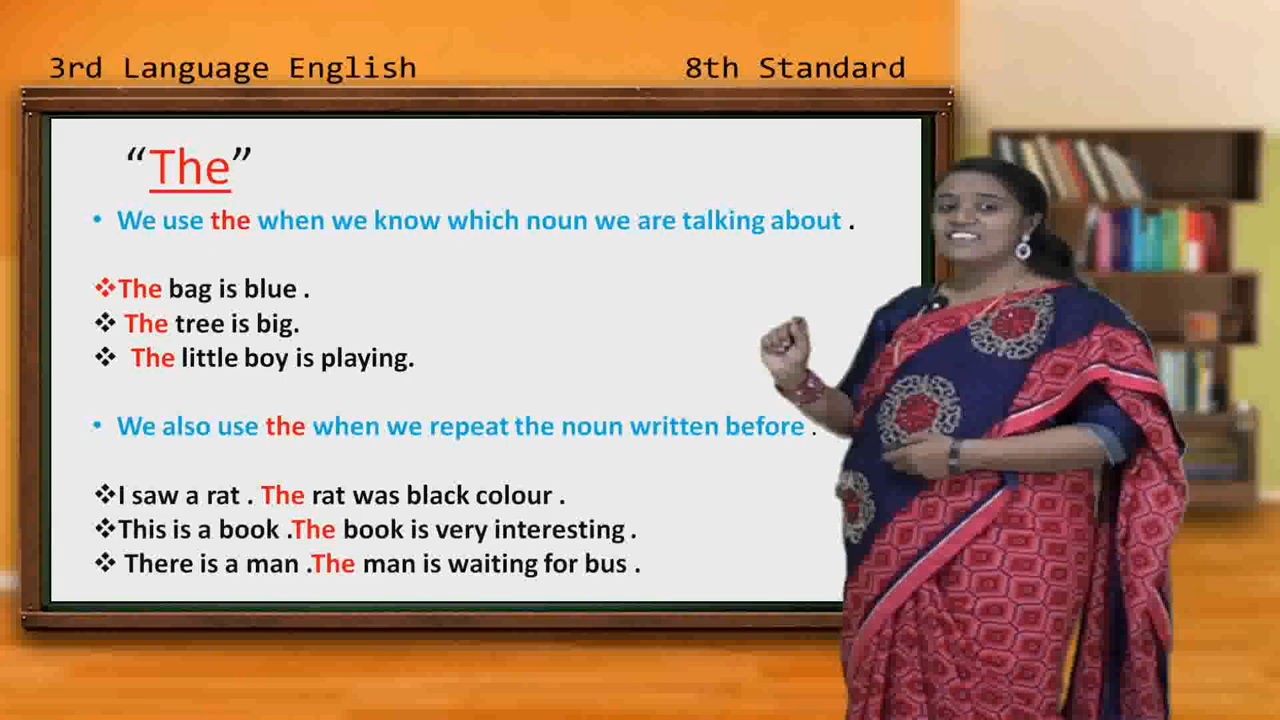 3rd Language English 8th Standard
“The”
• We use the when we know which noun we are talking about .
❖The bag is blue .
❖ The tree is big.
❖ The little boy is playing.
• We also use the when we repeat the noun written before .
❖I saw a rat . The rat was black colour .
❖This is a book .The book is very interesting .
❖ There is a man .The man is waiting for bus .